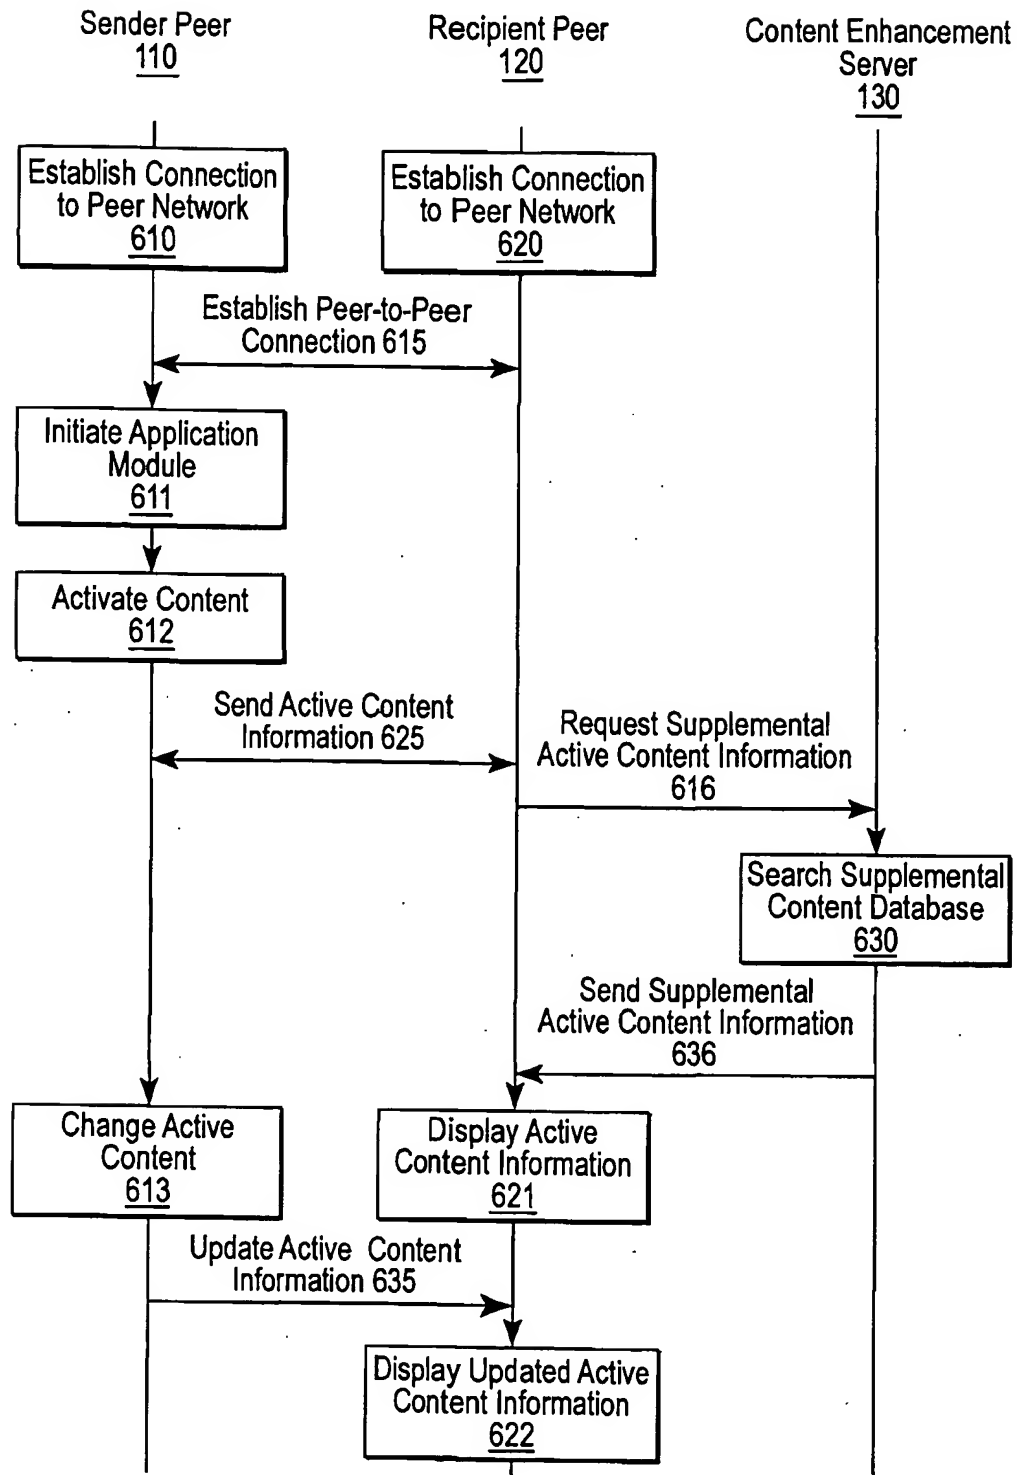 Sender Peer
110
Recipient Peer
120
Content Enhancement
Server
130
Establish Connection
to Peer Network
610
Establish Connection
to Peer Network
620
Establish Peer-to-Peer
Connection 615
Initiate Application
Module
611
Activate Content
612
Send Active Content
Information 625
Request Supplemental
Active Content Information
616
Search Supplemental
Content Database
630
Send Supplemental
Active Content Information
636
Change Active
Content
613
Display Active
Content Information
621
Update Active Content
Information 635
Display Updated Active
Content Information
622